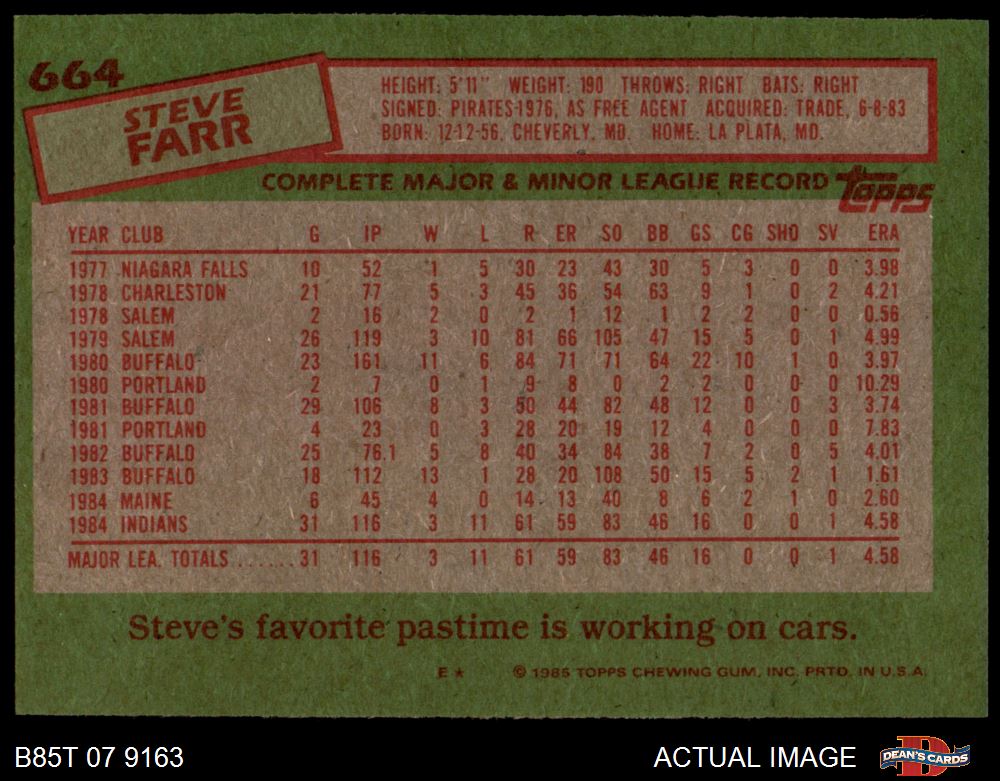 664
STEVE
FARR
HEIGHT: 5'11" WEIGHT: 190 THROWS: RIGHT BATS: RIGHT
SIGNED: PIRATES-1976, AS FREE AGENT ACQUIRED: TRADE, 6-8-83
BORN: 12-12-56, CHEVERLY, MD. HOME: LA PLATA, MD.
COMPLETE MAJOR & MINOR LEAGUE RECORD topps
YEAR CLUB G IP W L R ER SO BB GS CG SHO SV ERA
1977 NIAGARA FALLS 10 52 1 5 30 23 43 30 5 3 0 0 3.98
1978 CHARLESTON 21 77 5 3 45 36 54 63 9 1 0 2 4.21
1978 SALEM 2 16 2 0 2 1 12 1 2 2 0 0 0.56
1979 SALEM 26 119 3 10 81 66 105 47 15 5 0 1 4.99
1980 BUFFALO 23 161 11 6 84 71 71 64 22 10 1 0 3.97
1980 PORTLAND 2 7 0 1 9 8 0 2 2 0 0 0 10.29
1981 BUFFALO 29 106 8 3 50 44 82 48 12 0 0 3 3.74
1981 PORTLAND 4 23 0 3 28 20 19 12 4 0 0 0 7.83
1982 BUFFALO 25 76.1 5 8 40 34 84 38 7 2 0 5 4.01
1983 BUFFALO 18 112 13 1 28 20 108 50 15 5 2 1 1.61
1984 MAINE 6 45 4 0 14 13 40 8 6 2 1 0 2.60
1984 INDIANS 31 116 3 11 61 59 83 46 16 0 0 1 4.58
MAJOR LEA. TOTALS.......31 116 3 11 61 59 83 46 16 0 0 1 4.58
Steve's favorite pastime is working on cars.
E* © 1985 TOPPS CHEWING GUM, INC. PRTD. IN U.S.A.
B85T 07 9163 ACTUAL IMAGE DEAN'S CARDS